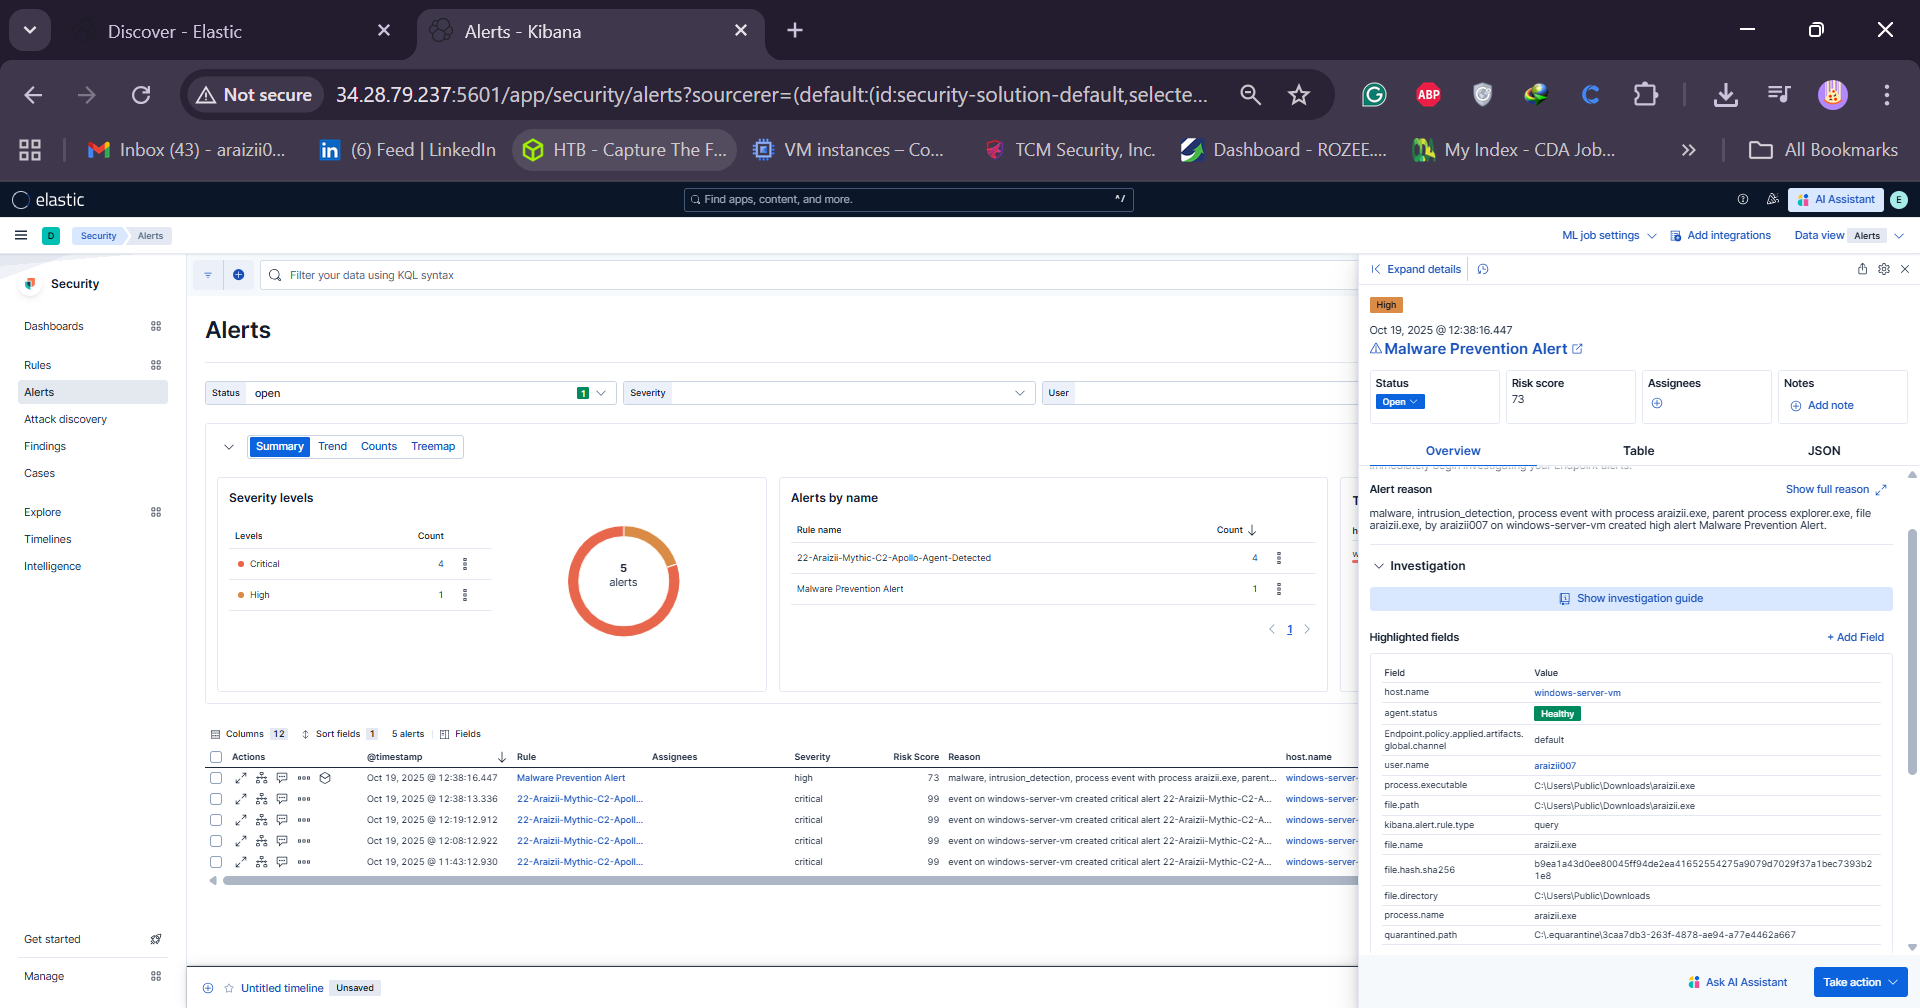 Discover - Elastic
Alerts - Kibana
Not secure
34.28.79.237:5601/app/security/alerts?sourcerer=(default:(id:security-solution-default,selecte...
ABP
Inbox (43) - araizii0...
(6) Feed | LinkedIn
HTB - Capture The F...
VM instances – Co...
TCM Security, Inc.
Dashboard - ROZEE....
My Index - CDA Job...
All Bookmarks
elastic
Find apps, content, and more.
^/
AI Assistant
E
D
Security
Alerts
ML job settings
Add integrations
Data view
Alerts
Security
Dashboards
Rules
Alerts
Attack discovery
Findings
Cases
Explore
Timelines
Intelligence
Get started
Manage
Filter your data using KQL syntax
Alerts
Status open 1
Severity
User
Summary Trend Counts Treemap
Severity levels
Levels Count
Critical 4
High 1
5
alerts
Alerts by name
Rule name Count
22-Araizii-Mythic-C2-Apollo-Agent-Detected 4
Malware Prevention Alert 1
1
Columns 12 Sort fields 1 5 alerts Fields
Actions @timestamp Rule Assignees Severity Risk Score Reason host.name
Oct 19, 2025 @ 12:38:16.447 Malware Prevention Alert high 73 malware, intrusion_detection, process event with process araizii.exe, parent... windows-server-
Oct 19, 2025 @ 12:38:13.336 22-Araizii-Mythic-C2-Apoll... critical 99 event on windows-server-vm created critical alert 22-Araizii-Mythic-C2-A... windows-server-
Oct 19, 2025 @ 12:19:12.912 22-Araizii-Mythic-C2-Apoll... critical 99 event on windows-server-vm created critical alert 22-Araizii-Mythic-C2-A... windows-server-
Oct 19, 2025 @ 12:08:12.922 22-Araizii-Mythic-C2-Apoll... critical 99 event on windows-server-vm created critical alert 22-Araizii-Mythic-C2-A... windows-server-
Oct 19, 2025 @ 11:43:12.930 22-Araizii-Mythic-C2-Apoll... critical 99 event on windows-server-vm created critical alert 22-Araizii-Mythic-C2-A... windows-server-
Untitled timeline Unsaved
Expand details
High
Oct 19, 2025 @ 12:38:16.447
Malware Prevention Alert
Status
Open
Risk score
73
Assignees
Notes
Add note
Overview Table JSON
immediately begin investigating your Endpoint alerts.
Alert reason
Show full reason
malware, intrusion_detection, process event with process araizii.exe, parent process explorer.exe, file
araizii.exe, by araizii007 on windows-server-vm created high alert Malware Prevention Alert.
Investigation
Show investigation guide
Highlighted fields
+ Add Field
Field Value
host.name windows-server-vm
agent.status Healthy
Endpoint.policy.applied.artifacts.
global.channel
default
user.name araizii007
process.executable C:\Users\Public\Downloads\araizii.exe
file.path C:\Users\Public\Downloads\araizii.exe
kibana.alert.rule.type query
file.name araizii.exe
file.hash.sha256
b9ea1a43d0ee80045ff94de2ea41652554275a9079d7029f37a1bec7393b2
1e8
file.directory C:\Users\Public\Downloads
process.name araizii.exe
quarantined.path C:\.equarantine\3caa7db3-263f-4878-ae94-a77e4462a667
Ask AI Assistant
Take action